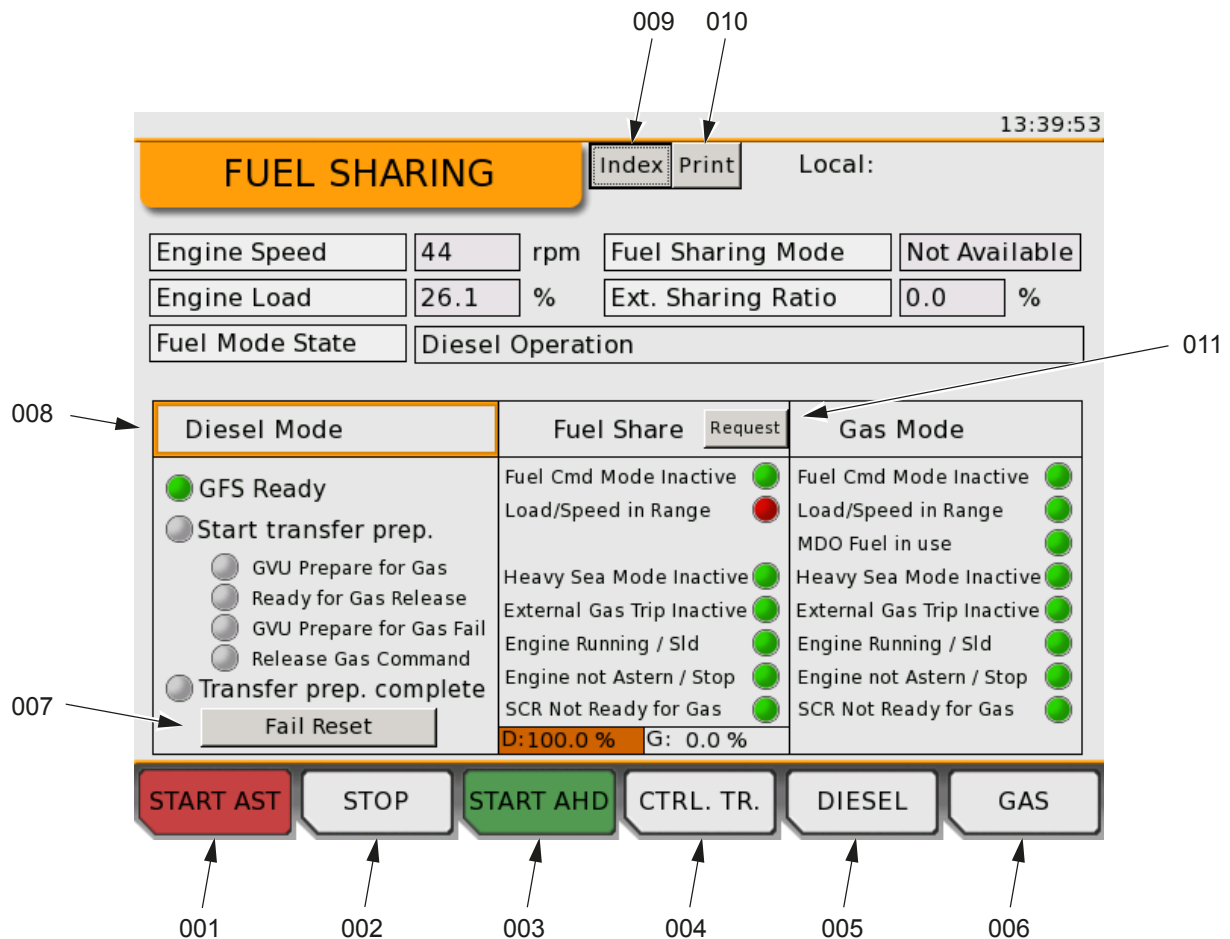 009 010
13:39:53
FUEL SHARING Index Print Local:
Engine Speed 44 rpm Fuel Sharing Mode Not Available
Engine Load 26.1 % Ext. Sharing Ratio 0.0 %
Fuel Mode State Diesel Operation
011
008
Diesel Mode Fuel Share Request Gas Mode
GFS Ready
Start transfer prep.
GVU Prepare for Gas
Ready for Gas Release
GVU Prepare for Gas Fail
Release Gas Command
Transfer prep. complete
007
Fail Reset
Fuel Cmd Mode Inactive
Load/Speed in Range
Heavy Sea Mode Inactive
External Gas Trip Inactive
Engine Running / Sld
Engine not Astern / Stop
SCR Not Ready for Gas
D:100.0 % G: 0.0 %
Fuel Cmd Mode Inactive
Load/Speed in Range
MDO Fuel in use
Heavy Sea Mode Inactive
External Gas Trip Inactive
Engine Running / Sld
Engine not Astern / Stop
SCR Not Ready for Gas
START AST STOP START AHD CTRL. TR. DIESEL GAS
001 002 003 004 005 006